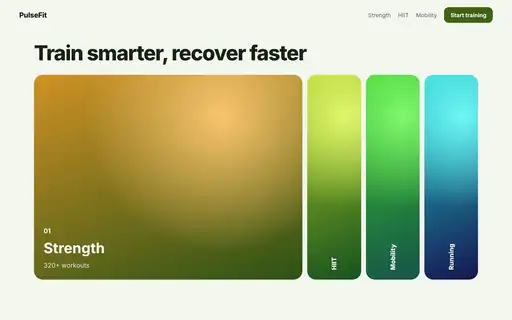 PulseFit
Strength HIIT Mobility Start training
Train smarter, recover faster
01
Strength
320+ workouts
HIIT
Mobility
Running